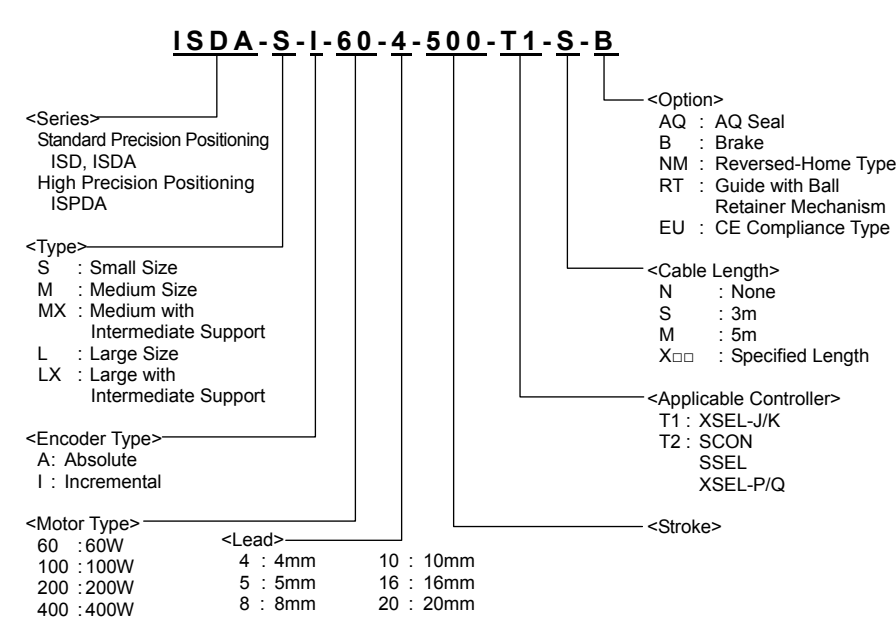 ISDA-S-I-60-4-500-T1-S-B
<Series>
Standard Precision Positioning
ISD, ISDA
High Precision Positioning
ISPDA
<Type>
S : Small Size
M : Medium Size
MX : Medium with
Intermediate Support
L : Large Size
LX : Large with
Intermediate Support
<Encoder Type>
A: Absolute
I : Incremental
<Motor Type>
60 :60W
100 :100W
200 :200W
400 :400W
<Lead>
4 : 4mm 10 : 10mm
5 : 5mm 16 : 16mm
8 : 8mm 20 : 20mm
<Option>
AQ : AQ Seal
B : Brake
NM : Reversed-Home Type
RT : Guide with Ball
Retainer Mechanism
EU : CE Compliance Type
<Cable Length>
N : None
S : 3m
M : 5m
X□□ : Specified Length
<Applicable Controller>
T1 : XSEL-J/K
T2 : SCON
SSEL
XSEL-P/Q
<Stroke>